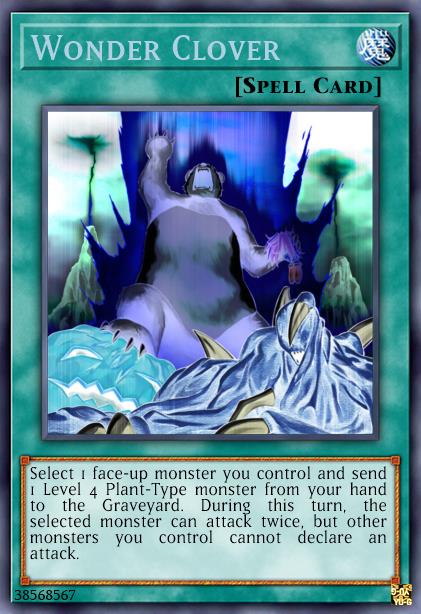 Wonder Clover
魔
[Spell Card]
Select 1 face-up monster you control and send
1 Level 4 Plant-Type monster from your hand
to the Graveyard. During this turn, the
selected monster can attack twice, but other
monsters you control cannot declare an
attack.
38568567